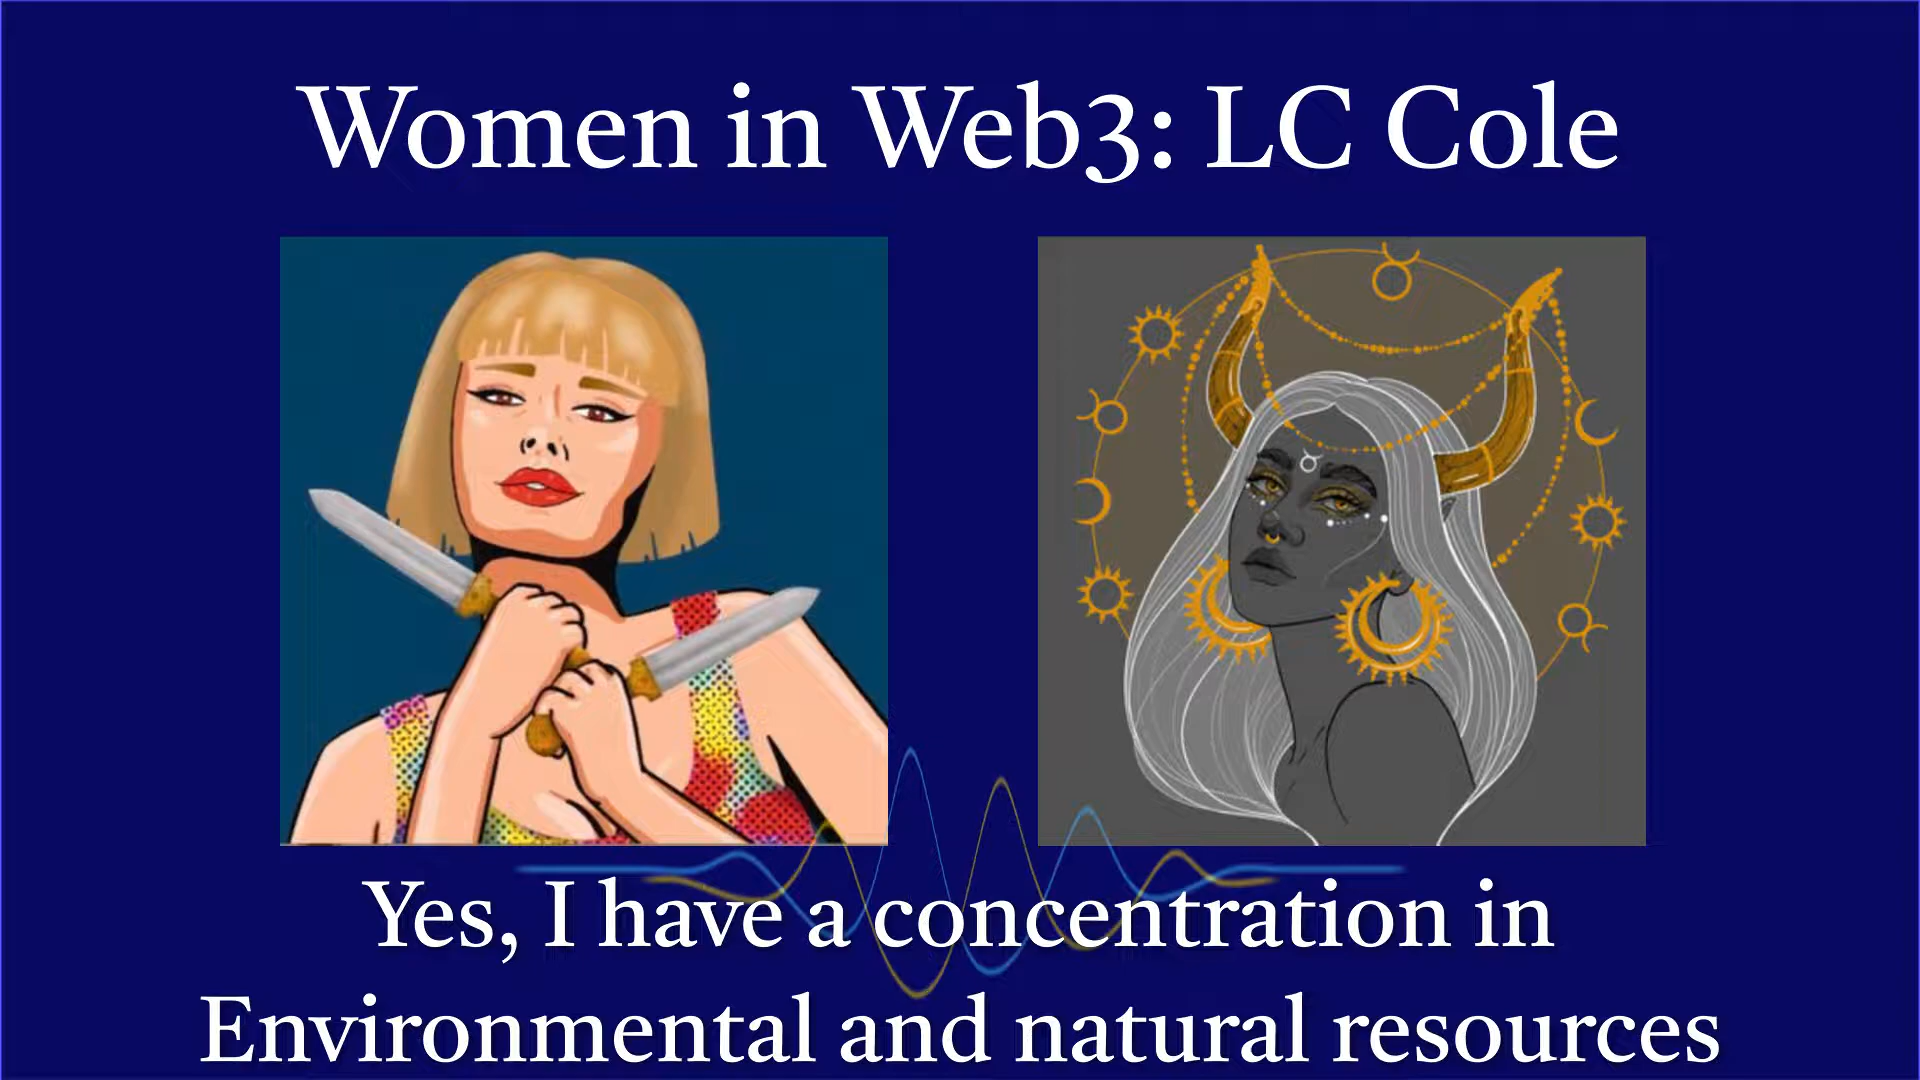 Women in Web3: LC Cole
Yes, I have a concentration in
Environmental and natural resources